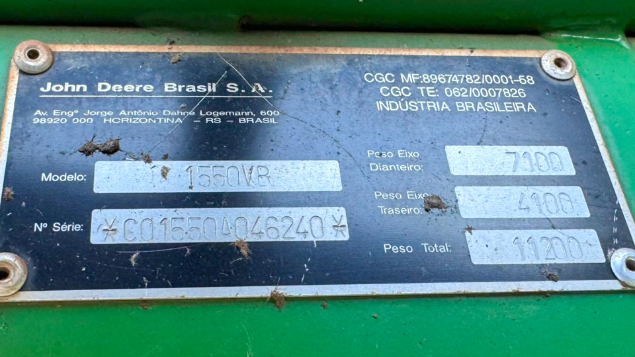 John Deere Brasil S. A.
Av. Engº Jorge Antônio Dahne Logemann, 600
98920 000 HORIZONTINA - RS - BRASIL
CGC MF:89674782/0001-68
CGC TE: 062/0007826
INDÚSTRIA BRASILEIRA
Modelo: 1550VR
Nº Série: *CQ1550A046240*
Peso Eixo
Dianteiro: 7100
Peso Eixo
Traseiro: 4100
Peso Total: 11200